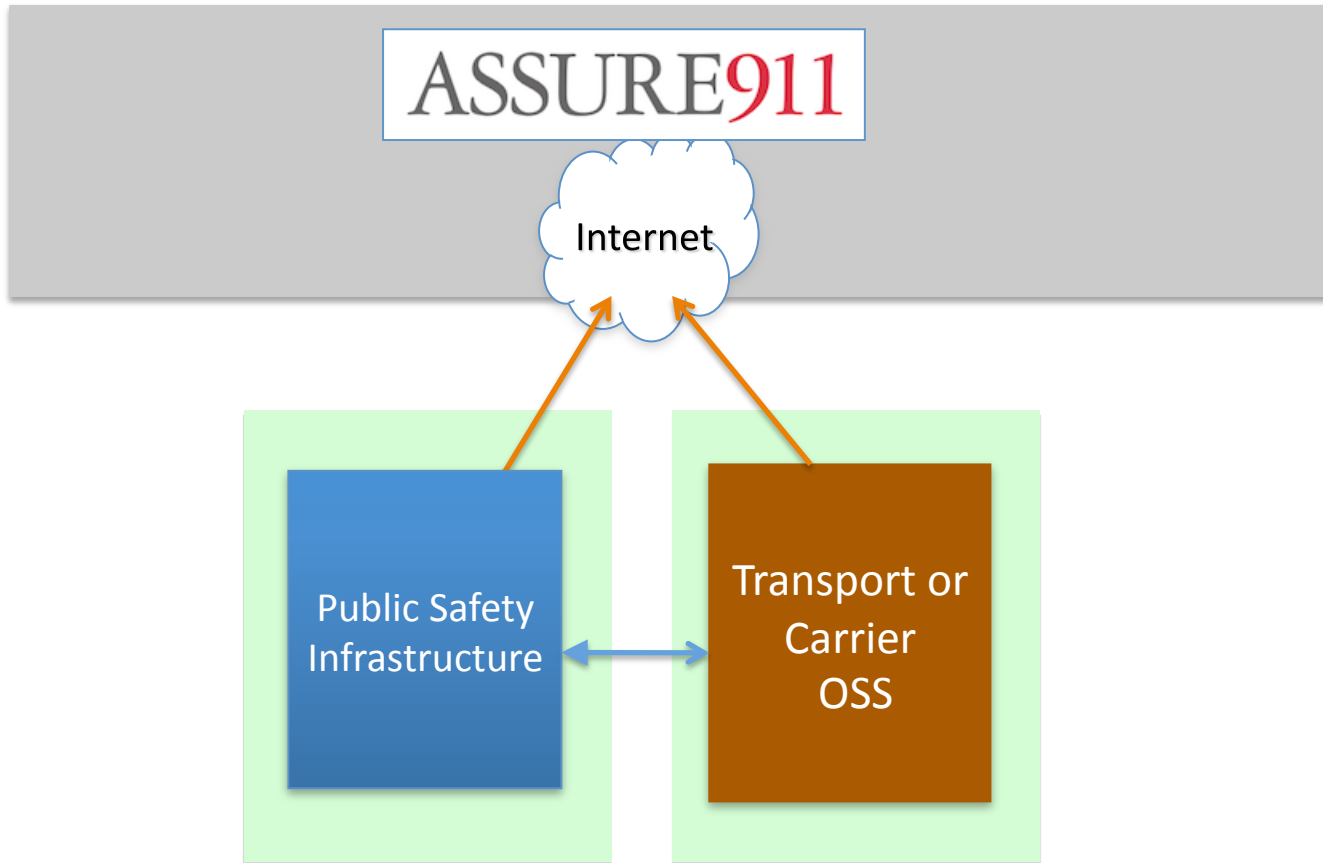 ASSURE911
Internet
Public Safety
Infrastructure
Transport or
Carrier
OSS